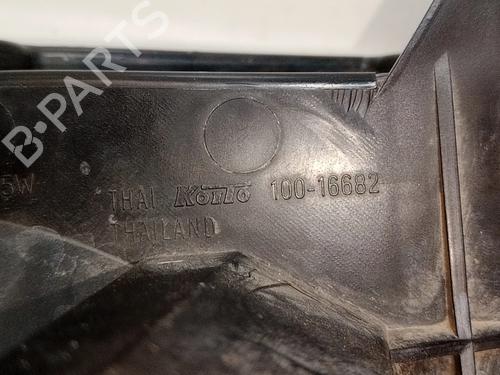 B-PARTS
5W
THAI KOITO 100-16682
THAILAND